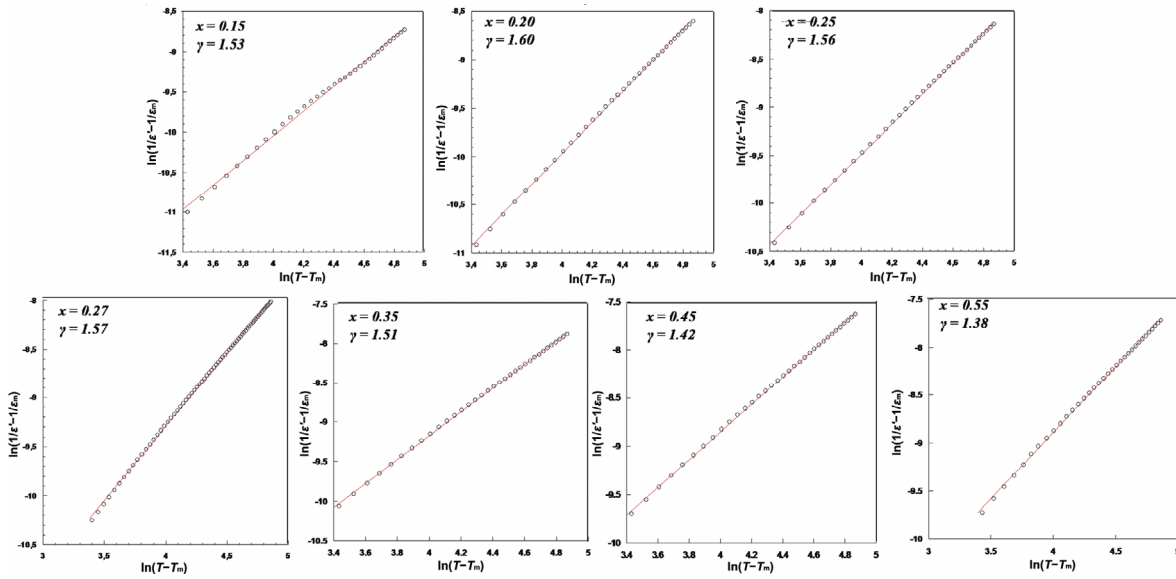 x = 0.15
γ = 1.53
-8
-9
-10
-11
-11,5
ln(1/ε'−1/εm)
3,4 3,6 3,8 4 4,2 4,4 4,6 4,8 5
ln(T−Tm)
x = 0.20
γ = 1.60
-8,5
-9
-9,5
-10
-10,5
-11
ln(1/ε'−1/εm)
3,4 3,6 3,8 4 4,2 4,4 4,6 4,8 5
ln(T−Tm)
x = 0.25
γ = 1.56
-8
-8,5
-9
-9,5
-10
-10,5
ln(1/ε'−1/εm)
3,4 3,6 3,8 4 4,2 4,4 4,6 4,8 5
ln(T−Tm)
x = 0.27
γ = 1.57
-8
-8,5
-9
-9,5
-10
-10,5
ln(1/ε'−1/εm)
3 3,5 4 4,5 5
ln(T−Tm)
x = 0.35
γ = 1.51
-7.5
-8
-8.5
-9
-9.5
-10
-10.5
ln(1/ε'−1/εm)
3.4 3.6 3.8 4 4.2 4.4 4.6 4.8 5
ln(T−Tm)
x = 0.45
γ = 1.42
-7.5
-8
-8.5
-9
-9.5
-10
ln(1/ε'−1/εm)
3.4 3.6 3.8 4 4.2 4.4 4.6 4.8 5
ln(T−Tm)
x = 0.55
γ = 1.38
-7.5
-8
-8.5
-9
-9.5
-10
ln(1/ε'−1/εm)
3 3.5 4 4.5 5
ln(T−Tm)